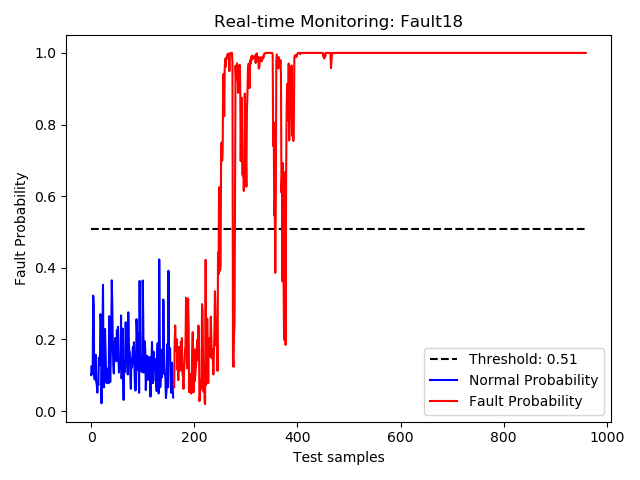 Real-time Monitoring: Fault18
Fault Probability
1.0
0.8
0.6
0.4
0.2
0.0
0
200
400
600
800
1000
Test samples
Threshold: 0.51
Normal Probability
Fault Probability